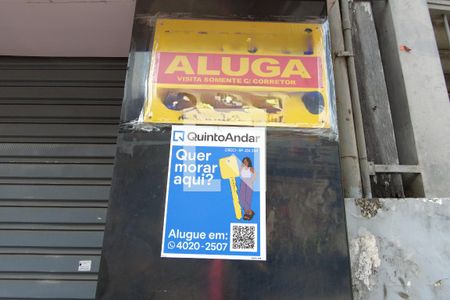 ALUGA
VISITA SOMENTE C/ CORRETOR
QuintoAndar
Quer
morar
aqui?
Alugue em:
4020-2507